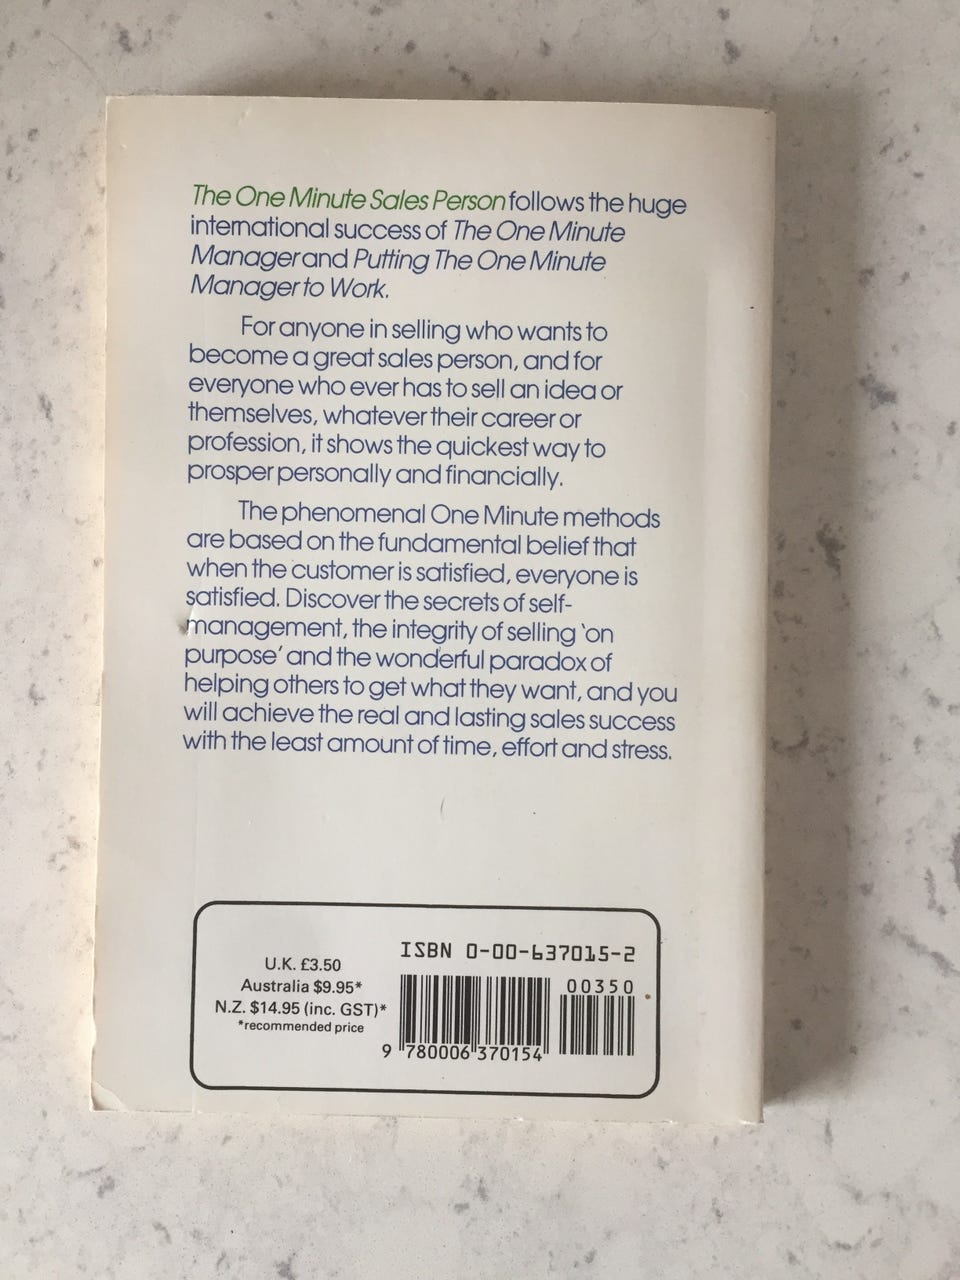 The One Minute Sales Person follows the huge
international success of The One Minute
Manager and Putting The One Minute
Manager to Work.
For anyone in selling who wants to
become a great sales person, and for
everyone who ever has to sell an idea or
themselves, whatever their career or
profession, it shows the quickest way to
prosper personally and financially.
The phenomenal One Minute methods
are based on the fundamental belief that
when the customer is satisfied, everyone is
satisfied. Discover the secrets of self-
management, the integrity of selling 'on
purpose' and the wonderful paradox of
helping others to get what they want, and you
will achieve the real and lasting sales success
with the least amount of time, effort and stress.
U.K. £3.50
Australia $9.95*
N.Z. $14.95 (inc. GST)*
*recommended price
ISBN 0-00-637015-2
00350
9 780006 370154